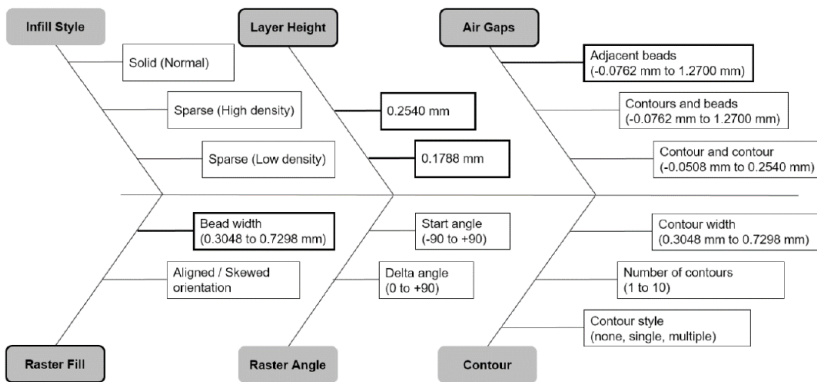 Infill Style
Layer Height
Air Gaps
Solid (Normal)
Sparse (High density)
Sparse (Low density)
0.2540 mm
0.1788 mm
Adjacent beads
(-0.0762 mm to 1.2700 mm)
Contours and beads
(-0.0762 mm to 1.2700 mm)
Contour and contour
(-0.0508 mm to 0.2540 mm)
Bead width
(0.3048 to 0.7298 mm)
Aligned / Skewed
orientation
Start angle
(-90 to +90)
Delta angle
(0 to +90)
Contour width
(0.3048 mm to 0.7298 mm)
Number of contours
(1 to 10)
Contour style
(none, single, multiple)
Raster Fill
Raster Angle
Contour